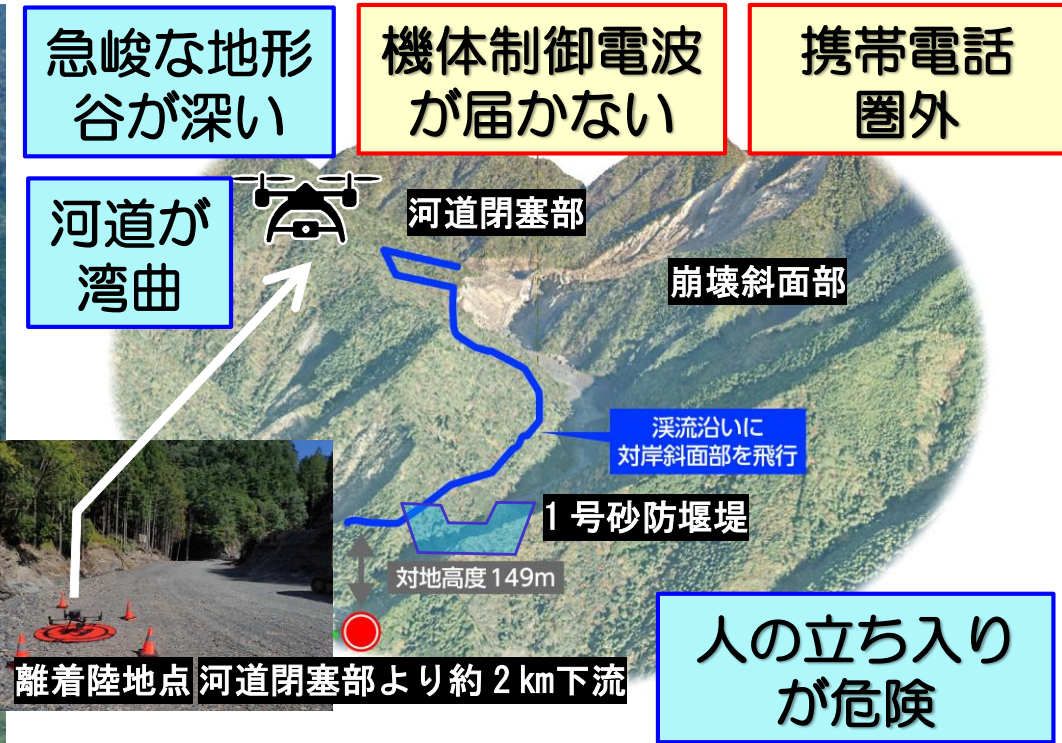 急峻な地形
谷が深い
機体制御電波
が届かない
携帯電話
圏外
河道が
湾曲
河道閉塞部
崩壊斜面部
渓流沿いに
対岸斜面部を飛行
1号砂防堰堤
対地高度149m
離着陸地点
河道閉塞部より約2km下流
人の立ち入り
が危険